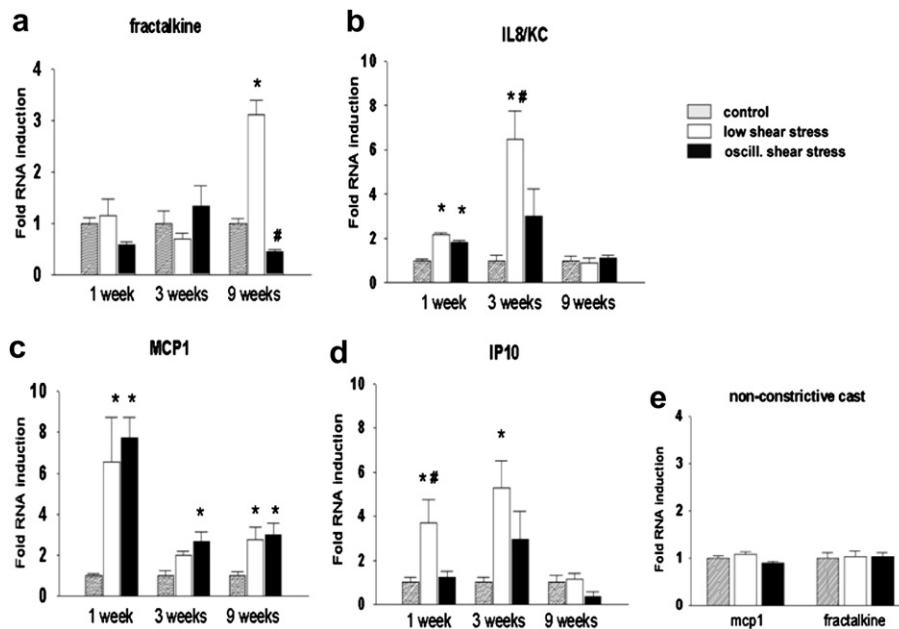 a
fractalkine
Fold RNA induction
4
3
2
1
0
*
#
1 week 3 weeks 9 weeks
b
IL8/KC
Fold RNA induction
10
8
6
4
2
0
* *
* #
1 week 3 weeks 9 weeks
control
low shear stress
oscill. shear stress
c
MCP1
Fold RNA induction
10
8
6
4
2
0
* *
*
* *
1 week 3 weeks 9 weeks
d
IP10
Fold RNA induction
10
8
6
4
2
0
* #
*
1 week 3 weeks 9 weeks
e
non-constrictive cast
Fold RNA induction
4
3
2
1
0
mcp1 fractalkine